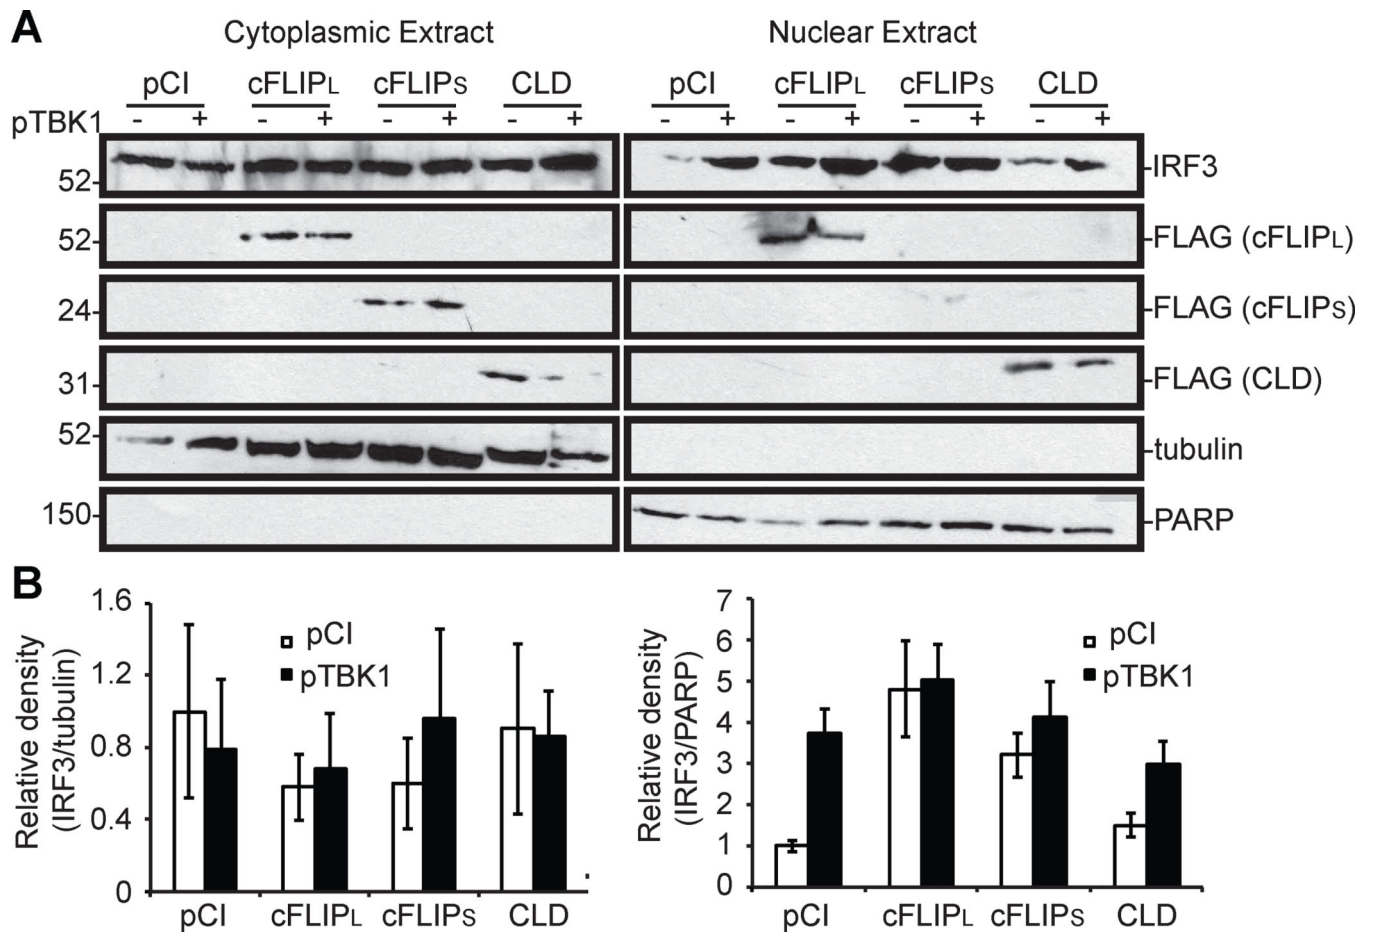 A
Cytoplasmic Extract Nuclear Extract
pCI cFLIPL cFLIPS CLD pCI cFLIPL cFLIPS CLD
pTBK1 - + - + - + - + - + - + - + - +
52- -IRF3
52- -FLAG (cFLIPL)
24- -FLAG (cFLIPS)
31- -FLAG (CLD)
52- -tubulin
150- -PARP
B
Relative density
(IRF3/tubulin)
1.6
1.2
0.8
0.4
0
pCI
pTBK1
pCI cFLIPL cFLIPS CLD
Relative density
(IRF3/PARP)
7
6
5
4
3
2
1
0
pCI
pTBK1
pCI cFLIPL cFLIPS CLD